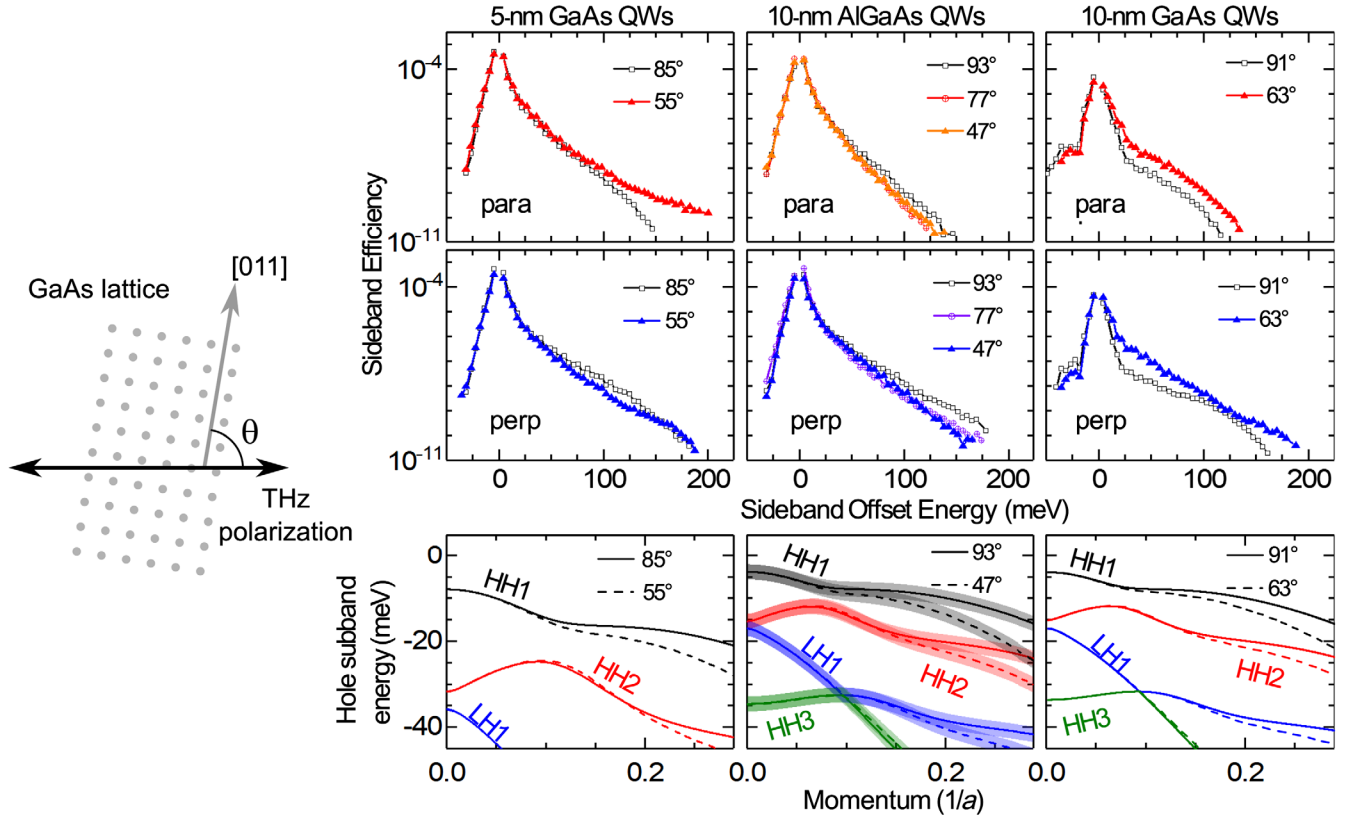 5-nm GaAs QWs
10-nm AlGaAs QWs
10-nm GaAs QWs
Sideband Efficiency
10⁻⁴
85°
55°
para
93°
77°
47°
para
91°
63°
para
10⁻¹¹
10⁻⁴
85°
55°
perp
93°
77°
47°
perp
91°
63°
perp
10⁻¹¹
0 100 200
0 100 200
0 100 200
Sideband Offset Energy (meV)
GaAs lattice
[011]
θ
THz
polarization
Hole subband
energy (meV)
0
-20
-40
HH1
85°
55°
HH2
LH1
HH1
93°
47°
LH1
HH2
HH3
HH1
91°
63°
LH1
HH2
HH3
0.0 0.2
0.2
0.0 0.2
Momentum (1/a)